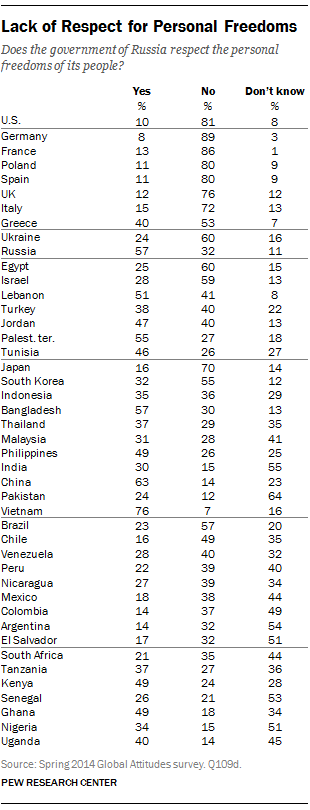 Lack of Respect for Personal Freedoms
Does the government of Russia respect the personal
freedoms of its people?
Yes No Don't know
% % %
U.S. 10 81 8
Germany 8 89 3
France 13 86 1
Poland 11 80 9
Spain 11 80 9
UK 12 76 12
Italy 15 72 13
Greece 40 53 7
Ukraine 24 60 16
Russia 57 32 11
Egypt 25 60 15
Israel 28 59 13
Lebanon 51 41 8
Turkey 38 40 22
Jordan 47 40 13
Palest. ter. 55 27 18
Tunisia 46 26 27
Japan 16 70 14
South Korea 32 55 12
Indonesia 35 36 29
Bangladesh 57 30 13
Thailand 37 29 35
Malaysia 31 28 41
Philippines 49 26 25
India 30 15 55
China 63 14 23
Pakistan 24 12 64
Vietnam 76 7 16
Brazil 23 57 20
Chile 16 49 35
Venezuela 28 40 32
Peru 22 39 40
Nicaragua 27 39 34
Mexico 18 38 44
Colombia 14 37 49
Argentina 14 32 54
El Salvador 17 32 51
South Africa 21 35 44
Tanzania 37 27 36
Kenya 49 24 28
Senegal 26 21 53
Ghana 49 18 34
Nigeria 34 15 51
Uganda 40 14 45
Source: Spring 2014 Global Attitudes survey. Q109d.
PEW RESEARCH CENTER